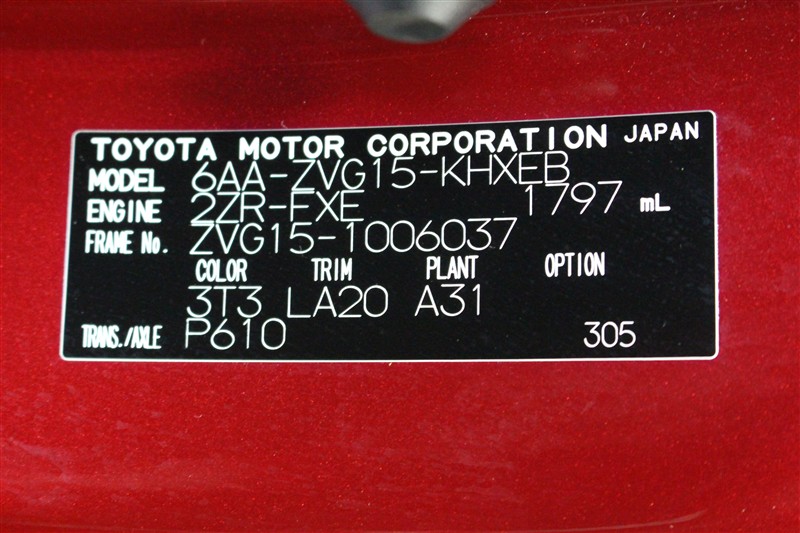 TOYOTA MOTOR CORPORATION JAPAN
MODEL 6AA-ZVG15-KHXEB
ENGINE 2ZR-FXE 1797 mL
FRAME No. ZVG15-1006037
COLOR TRIM PLANT OPTION
3T3 LA20 A31
TRANS./AXLE P610 305